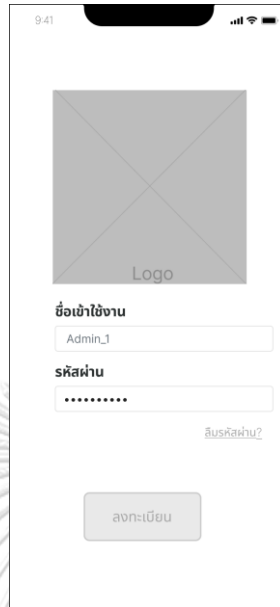 9:41
Logo
ชื่อเข้าใช้งาน
Admin_1
รหัสผ่าน
••••••••••
ลืมรหัสผ่าน?
ลงทะเบียน